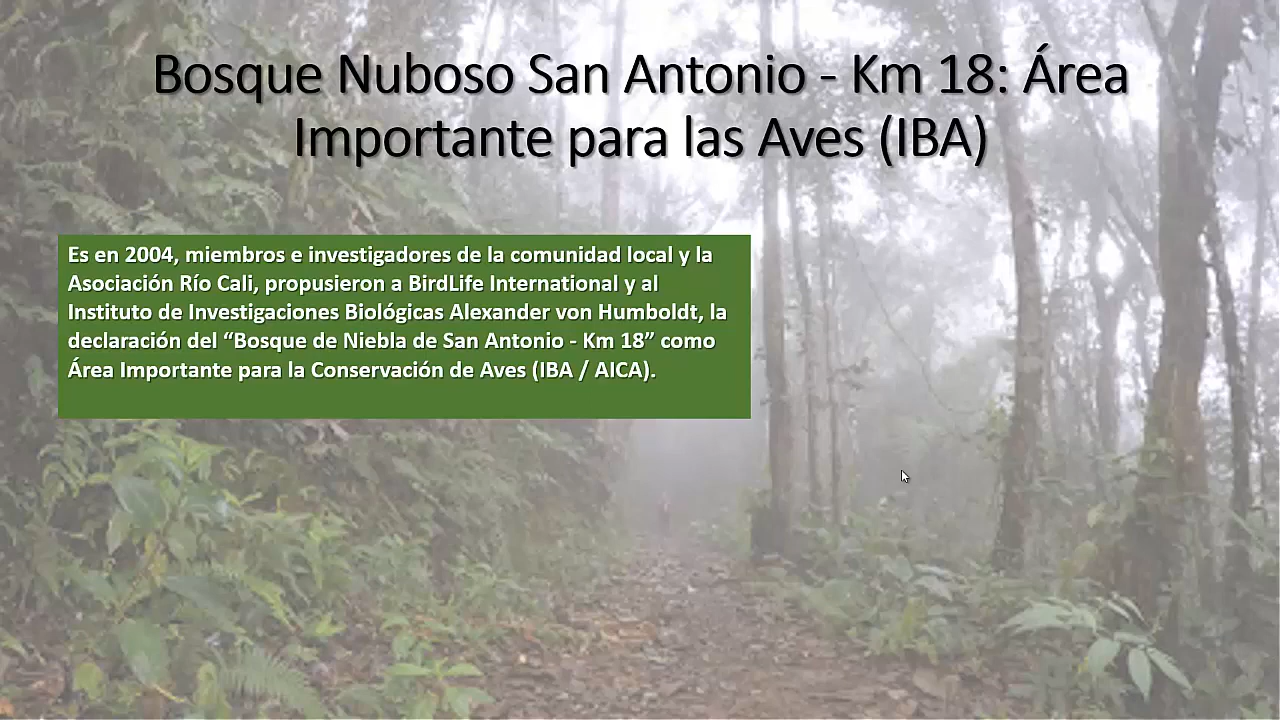 Bosque Nuboso San Antonio - Km 18: Área
Importante para las Aves (IBA)
Es en 2004, miembros e investigadores de la comunidad local y la
Asociación Río Cali, propusieron a BirdLife International y al
Instituto de Investigaciones Biológicas Alexander von Humboldt, la
declaración del “Bosque de Niebla de San Antonio - Km 18” como
Área Importante para la Conservación de Aves (IBA / AICA).